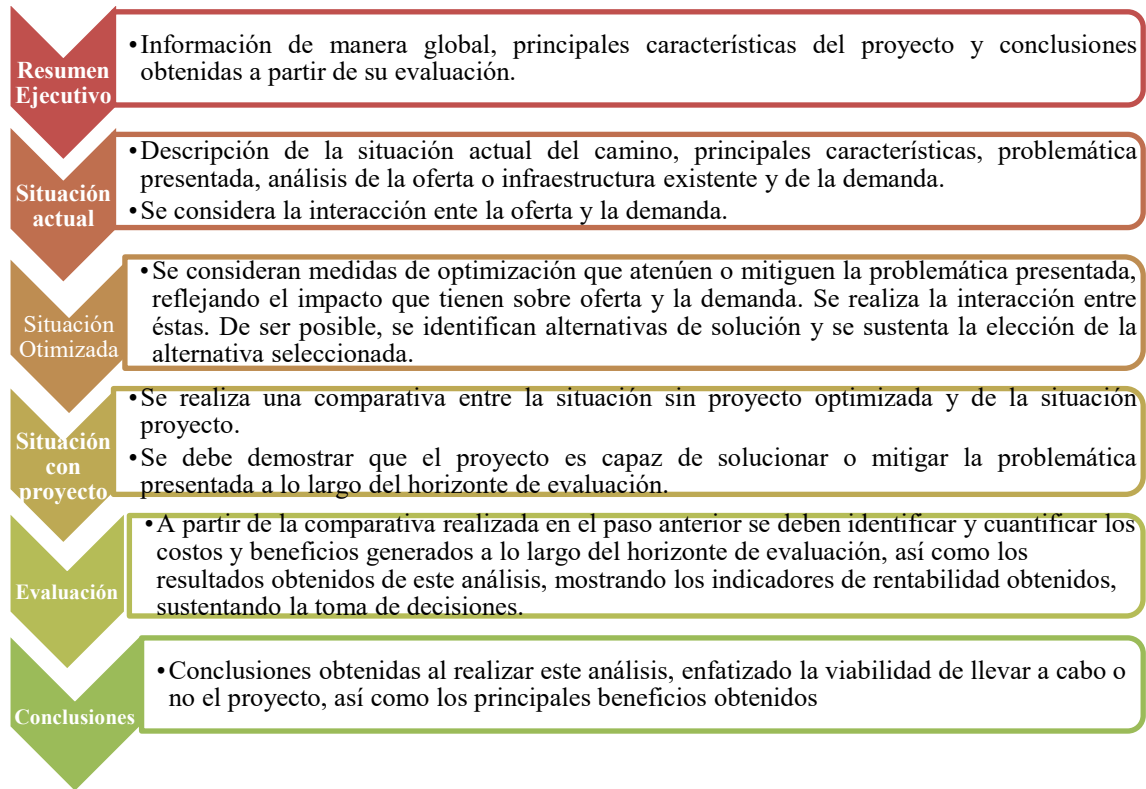 Resumen
Ejecutivo
•Información de manera global, principales características del proyecto y conclusiones
obtenidas a partir de su evaluación.
Situación
actual
•Descripción de la situación actual del camino, principales características, problemática
presentada, análisis de la oferta o infraestructura existente y de la demanda.
•Se considera la interacción ente la oferta y la demanda.
Situación
Otimizada
•Se consideran medidas de optimización que atenúen o mitiguen la problemática presentada,
reflejando el impacto que tienen sobre oferta y la demanda. Se realiza la interacción entre
éstas. De ser posible, se identifican alternativas de solución y se sustenta la elección de la
alternativa seleccionada.
Situación
con
proyecto
•Se realiza una comparativa entre la situación sin proyecto optimizada y de la situación
proyecto.
•Se debe demostrar que el proyecto es capaz de solucionar o mitigar la problemática
presentada a lo largo del horizonte de evaluación.
Evaluación
•A partir de la comparativa realizada en el paso anterior se deben identificar y cuantificar los
costos y beneficios generados a lo largo del horizonte de evaluación, así como los
resultados obtenidos de este análisis, mostrando los indicadores de rentabilidad obtenidos,
sustentando la toma de decisiones.
Conclusiones
•Conclusiones obtenidas al realizar este análisis, enfatizado la viabilidad de llevar a cabo o
no el proyecto, así como los principales beneficios obtenidos